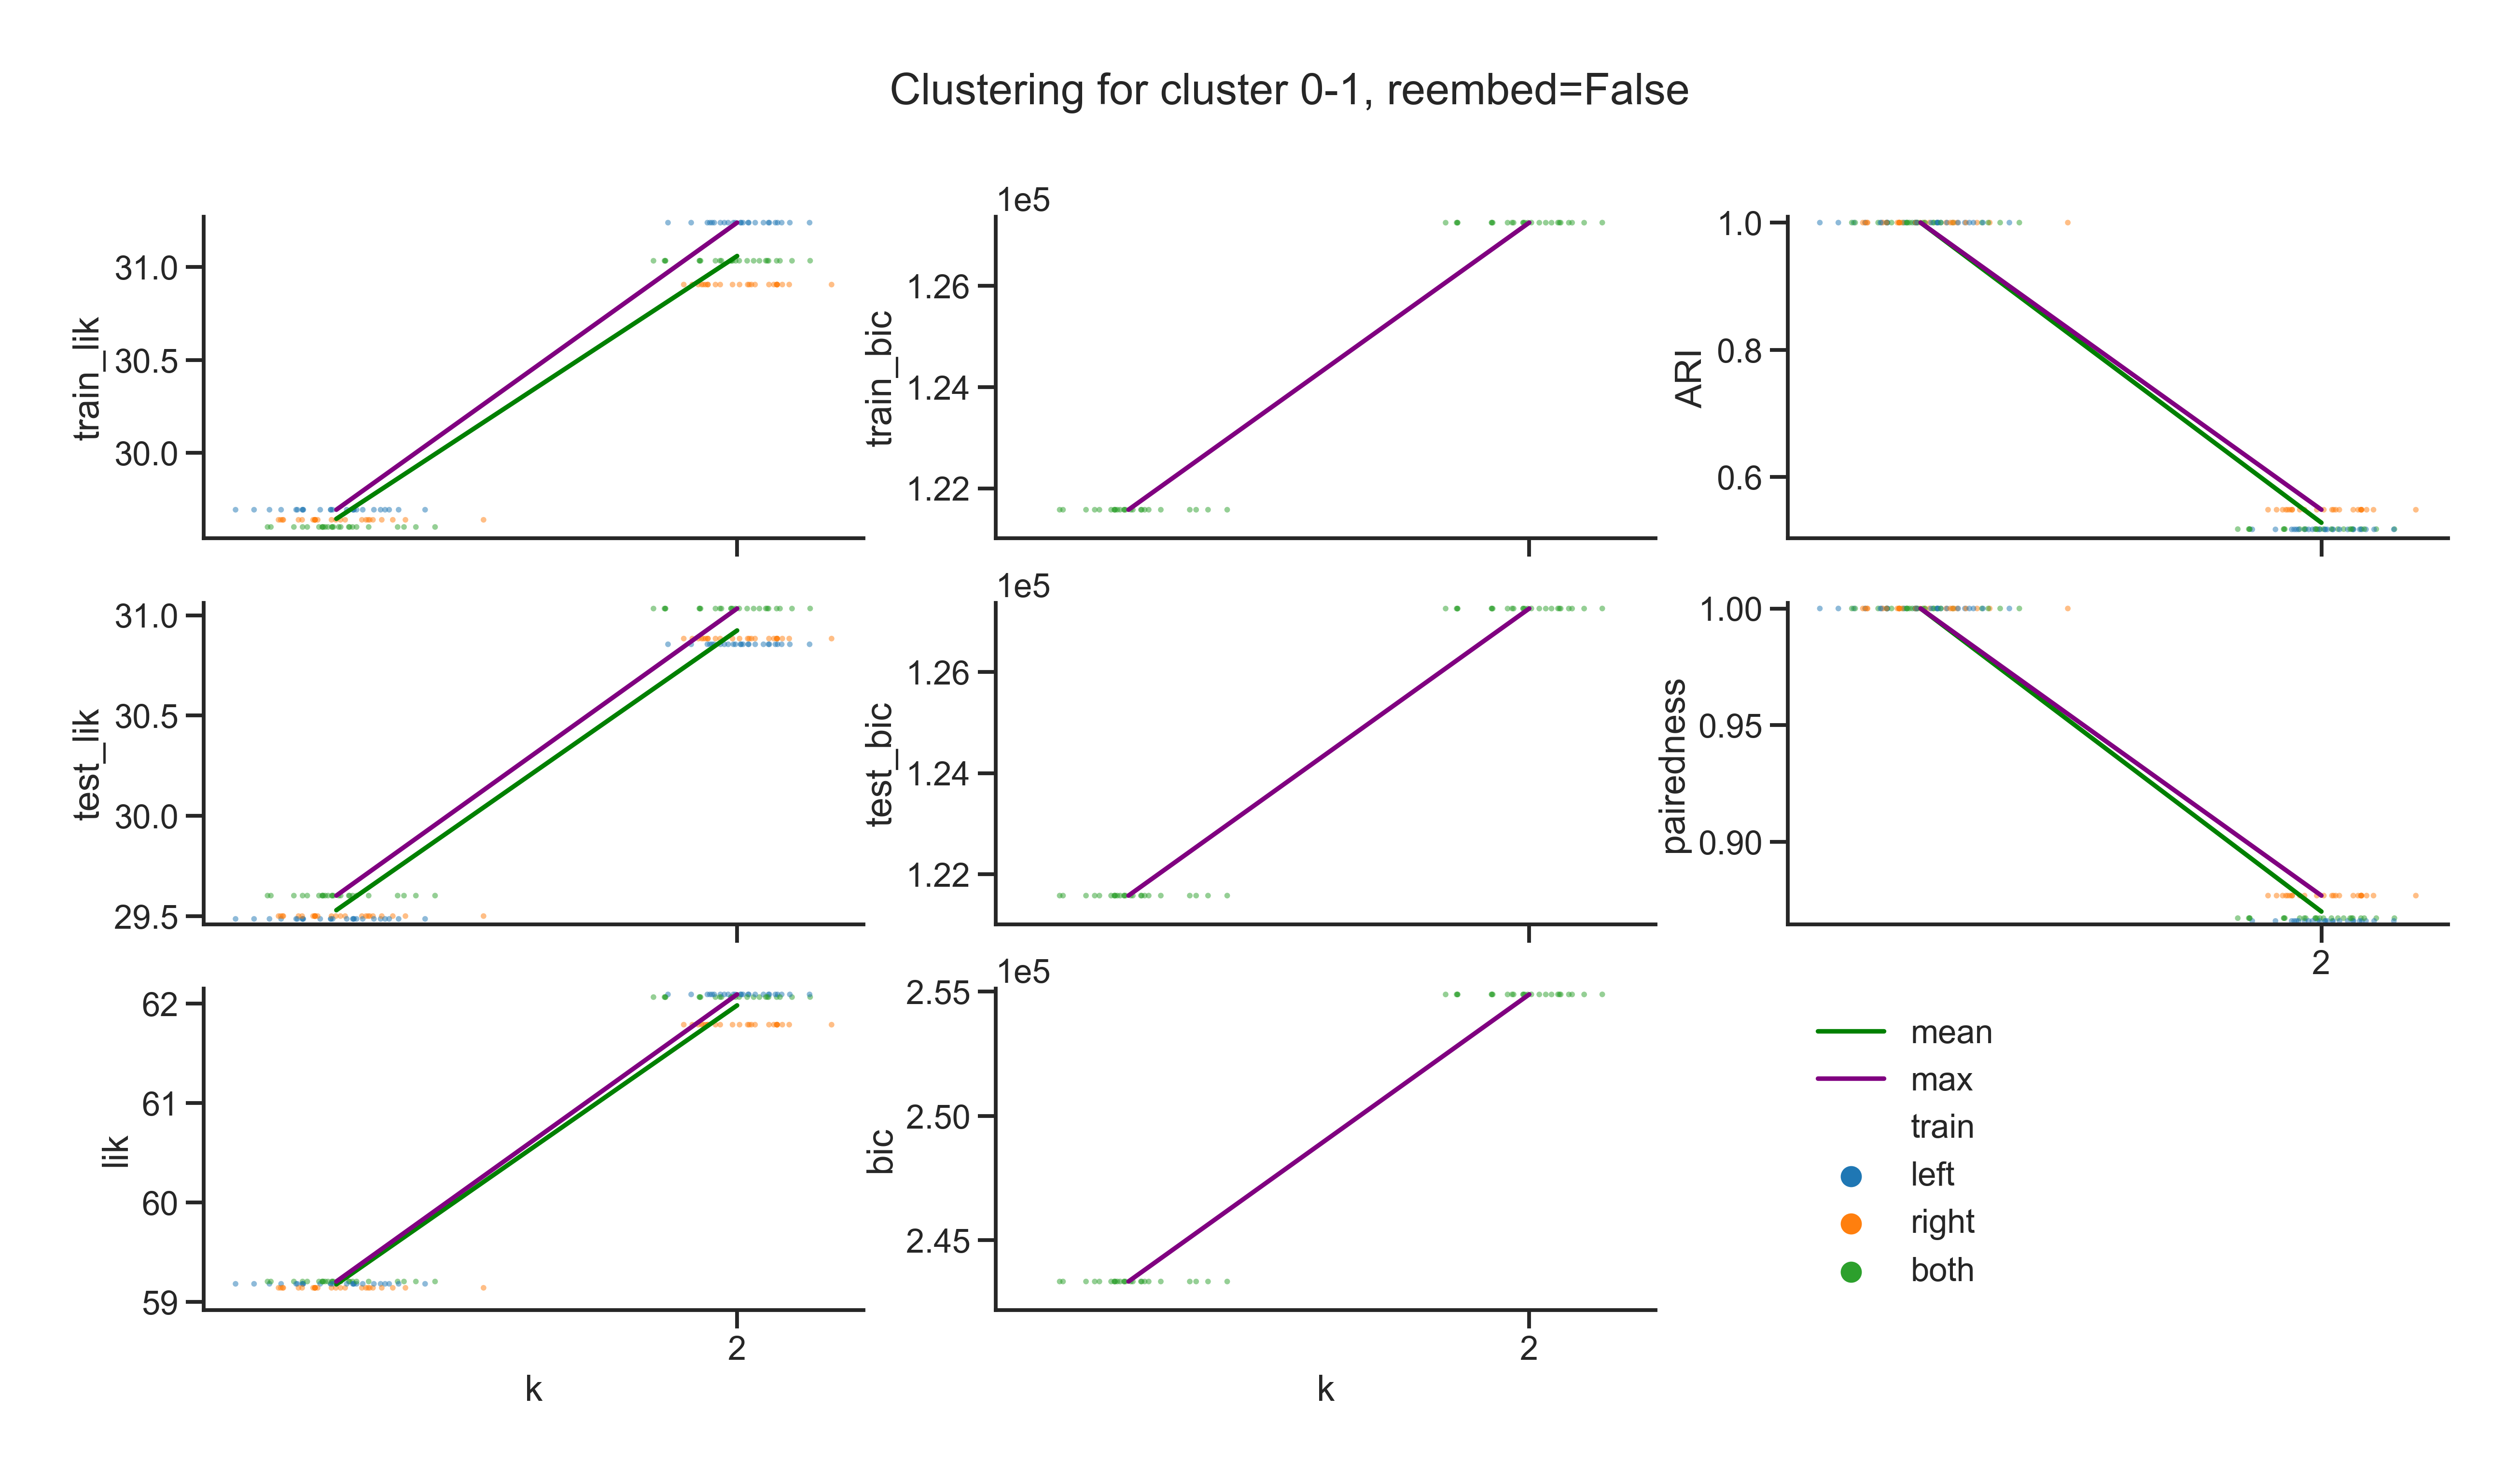 Clustering for cluster 0-1, reembed=False
train_lik
31.0
30.5
30.0
1e5
train_bic
1.26
1.24
1.22
ARI
1.0
0.8
0.6
test_lik
31.0
30.5
30.0
29.5
1e5
test_bic
1.26
1.24
1.22
pairedness
1.00
0.95
0.90
2
lik
62
61
60
59
2
k
1e5
bic
2.55
2.50
2.45
2
k
mean
max
train
left
right
both